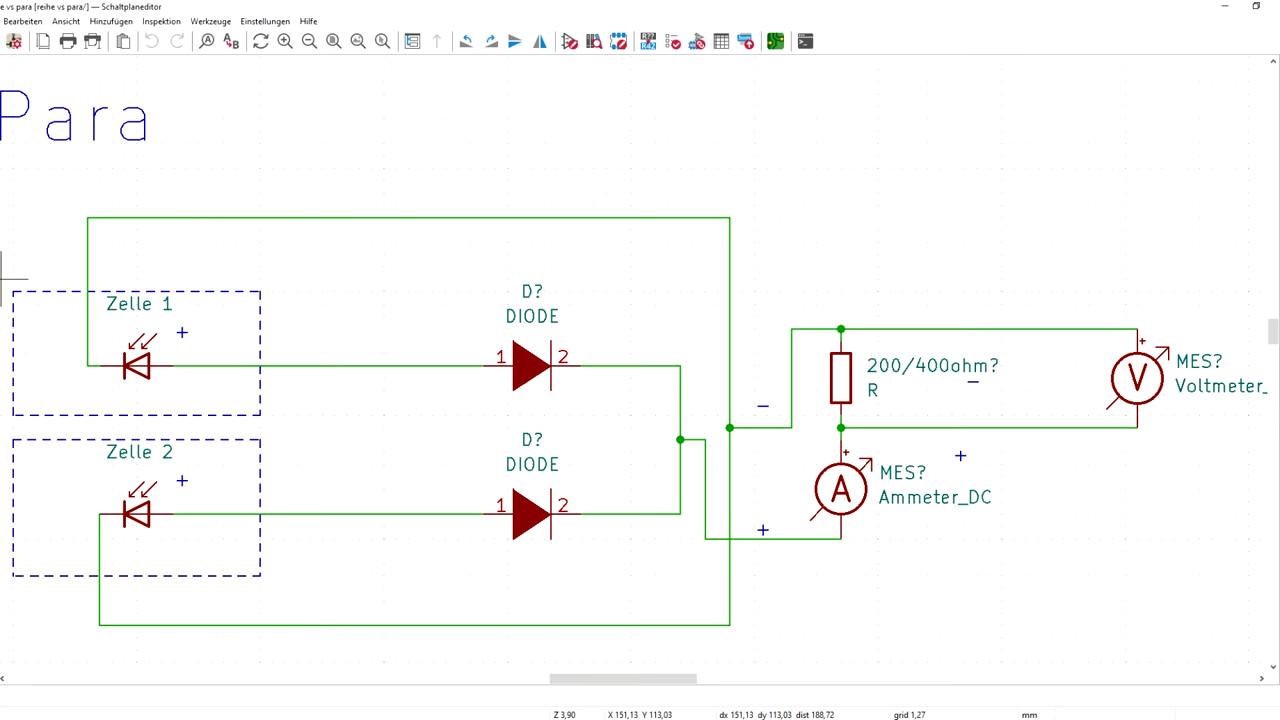 e vs para [reihe vs para/] — Schaltplaneditor
Bearbeiten Ansicht Hinzufügen Inspektion Werkzeuge Einstellungen Hilfe
Para
Zelle 1
+
D?
DIODE
1 2
Zelle 2
+
D?
DIODE
1 2
−
+
200/400ohm?
R
−
+
V
MES?
Voltmeter_
+
+
A
MES?
Ammeter_DC
Z 3,90 X 151,13 Y 113,03 dx 151,13 dy 113,03 dist 188,72 grid 1,27 mm